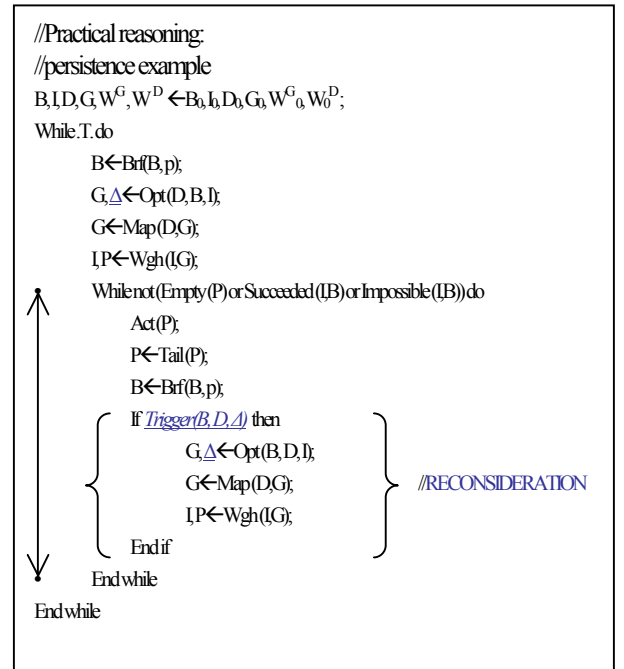 //Practical reasoning:
//persistence example
B,I,D,G,W^G,W^D ←B₀,I₀,D₀,G₀,W^G₀,W₀^D;
While .T. do
B←Brf(B,p);
G,Δ←Opt(D,B,I);
G←Map(D,G);
I,P←Wgh(I,G);
While not (Empty(P) or Succeeded(I,B) or Impossible(I,B)) do
Act(P);
P←Tail(P);
B←Brf(B,p);
If Trigger(B,D,Δ) then
G,Δ←Opt(B,D,I);
G←Map(D,G); //RECONSIDERATION
I,P←Wgh(I,G);
End if
End while
End while